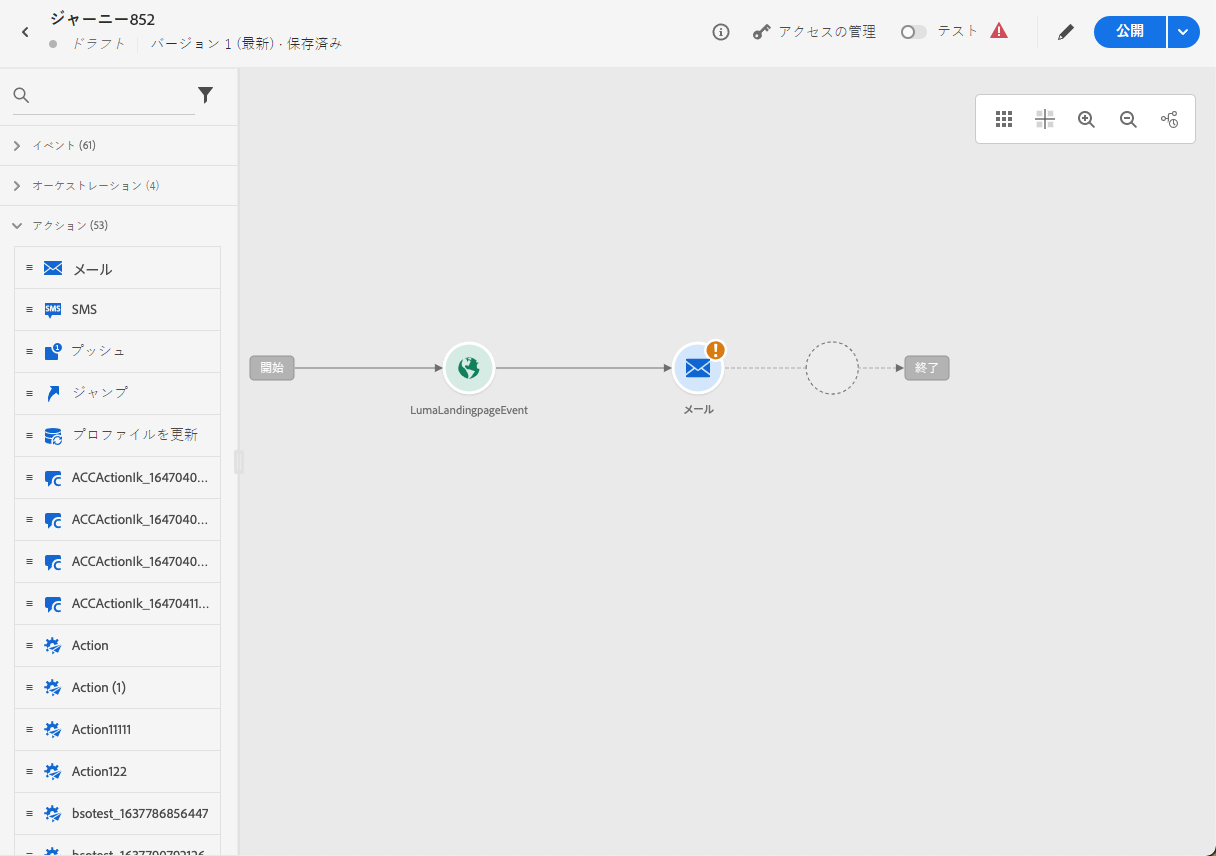 ジャーニー852
ドラフト バージョン 1 (最新) · 保存済み
アクセスの管理
テスト
公開
イベント (61)
オーケストレーション (4)
アクション (53)
メール
SMS
プッシュ
ジャンプ
プロファイルを更新
ACCActionIk_1647040...
ACCActionIk_1647040...
ACCActionIk_1647040...
ACCActionIk_16470411...
Action
Action (1)
Action11111
Action122
bsotest_1637786856447
開始
LumaLandingpageEvent
メール
終了